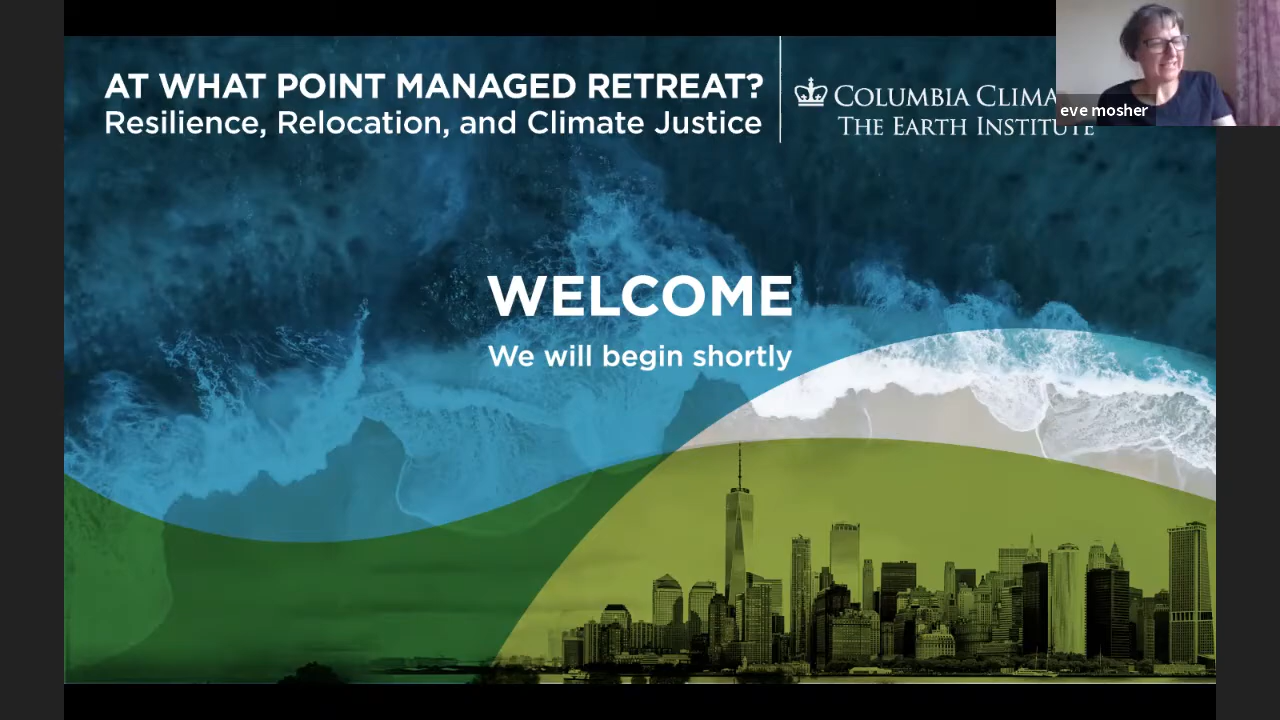 AT WHAT POINT MANAGED RETREAT?
Resilience, Relocation, and Climate Justice
COLUMBIA CLIMA
THE EARTH INSTITUTE
eve mosher
WELCOME
We will begin shortly